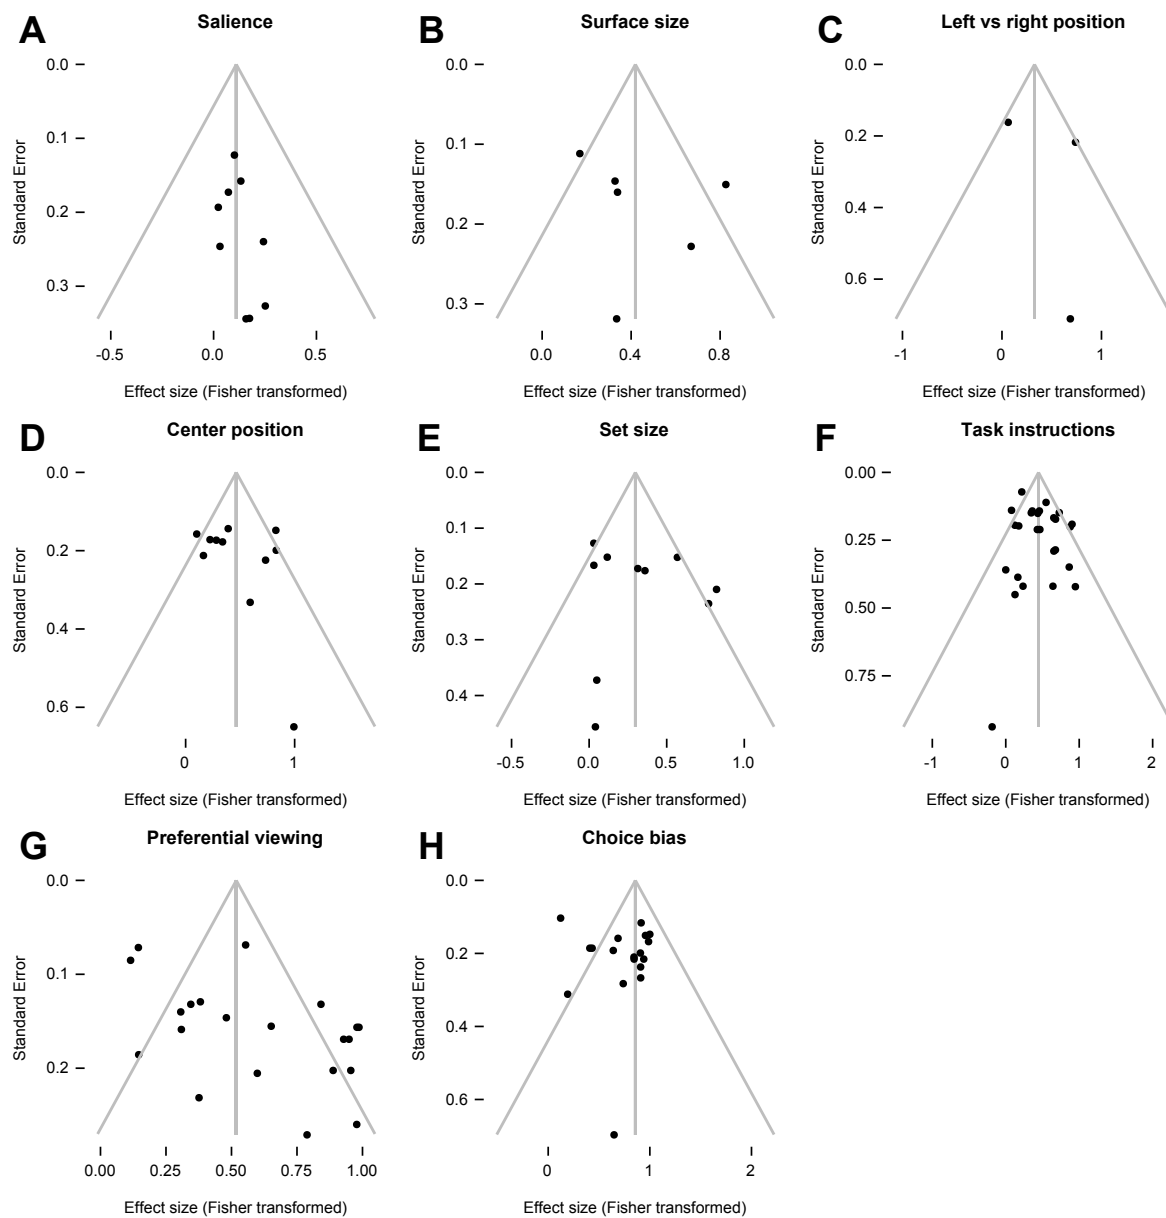 A
Salience
0.0
0.1
0.2
0.3
Standard Error
-0.5
0.0
0.5
Effect size (Fisher transformed)
B
Surface size
0.0
0.1
0.2
0.3
Standard Error
0.0
0.4
0.8
Effect size (Fisher transformed)
C
Left vs right position
0.0
0.2
0.4
0.6
Standard Error
-1
0
1
Effect size (Fisher transformed)
D
Center position
0.0
0.2
0.4
0.6
Standard Error
0
1
Effect size (Fisher transformed)
E
Set size
0.0
0.1
0.2
0.3
0.4
Standard Error
-0.5
0.0
0.5
1.0
Effect size (Fisher transformed)
F
Task instructions
0.00
0.25
0.50
0.75
Standard Error
-1
0
1
2
Effect size (Fisher transformed)
G
Preferential viewing
0.0
0.1
0.2
Standard Error
0.00
0.25
0.50
0.75
1.00
Effect size (Fisher transformed)
H
Choice bias
0.0
0.2
0.4
0.6
Standard Error
0
1
2
Effect size (Fisher transformed)